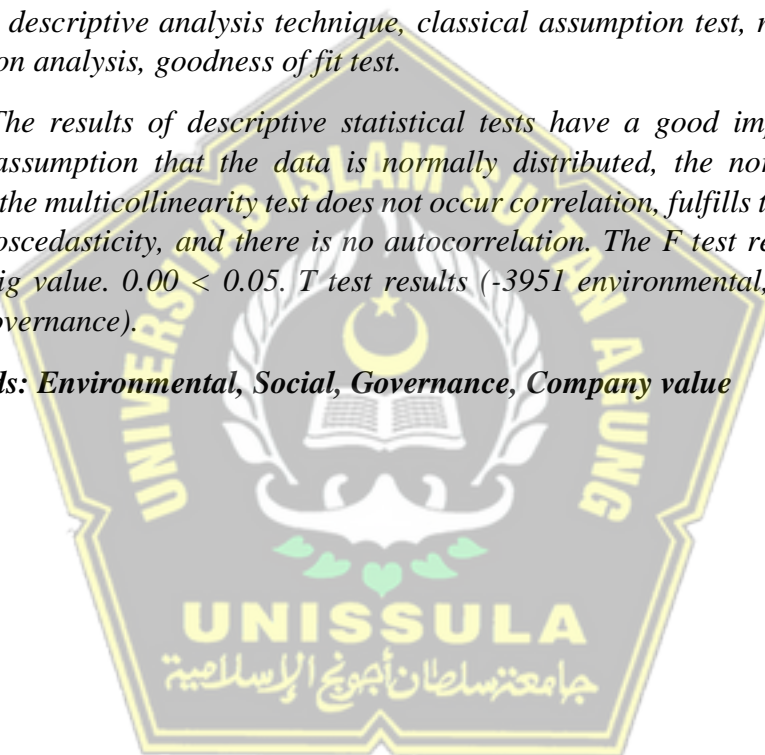 descriptive analysis technique, classical assumption test,
on analysis, goodness of fit test.
The results of descriptive statistical tests have a good
assumption that the data is normally distributed, the
the multicollinearity test does not occur correlation, fulfills
oscedasticity, and there is no autocorrelation. The F test
ig value. 0.00 < 0.05. T test results (-3951 environmental,
overnance).
ds: Environmental, Social, Governance, Company value
UNIVERSITAS ISLAM SULTAN AGUNG
UNISSULA
جامعة سلطان أجونج الإسلامية